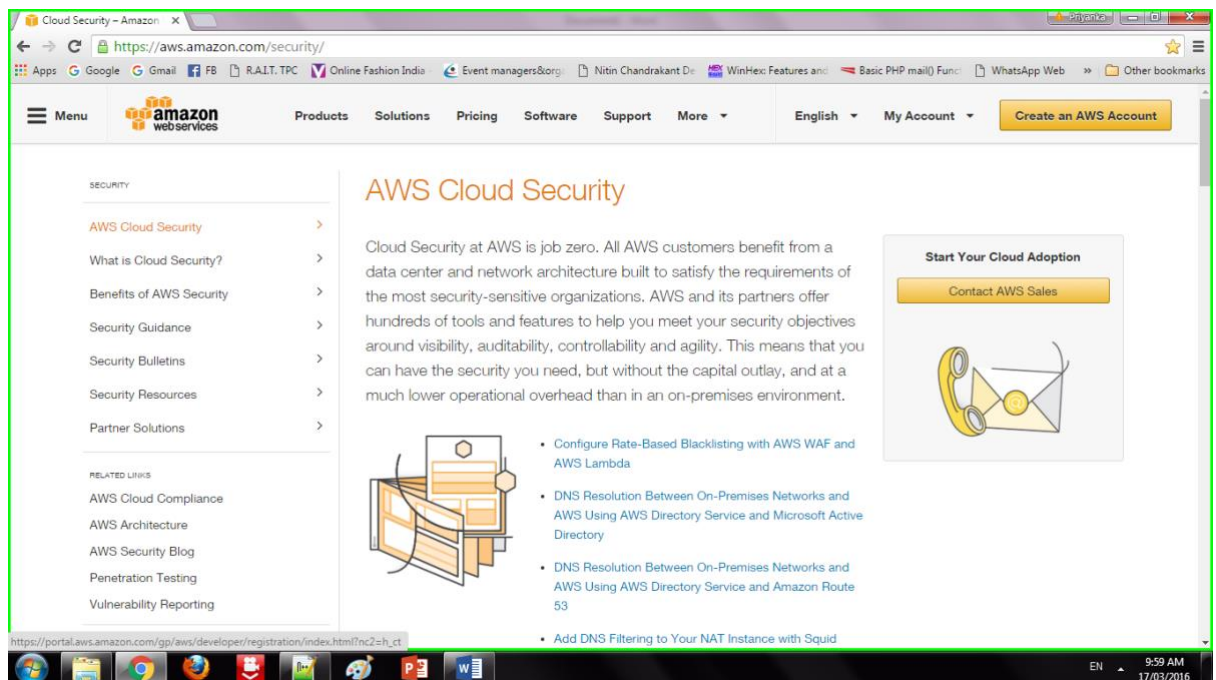 Cloud Security – Amazon
Priyanka
https://aws.amazon.com/security/
Apps Google Gmail FB R.A.I.T. TPC Online Fashion India Event managers&org Nitin Chandrakant De WinHex: Features and Basic PHP mail() Func WhatsApp Web » Other bookmarks
Menu amazon web services Products Solutions Pricing Software Support More English My Account Create an AWS Account
SECURITY
AWS Cloud Security
What is Cloud Security?
Benefits of AWS Security
Security Guidance
Security Bulletins
Security Resources
Partner Solutions
RELATED LINKS
AWS Cloud Compliance
AWS Architecture
AWS Security Blog
Penetration Testing
Vulnerability Reporting
AWS Cloud Security
Cloud Security at AWS is job zero. All AWS customers benefit from a
data center and network architecture built to satisfy the requirements of
the most security-sensitive organizations. AWS and its partners offer
hundreds of tools and features to help you meet your security objectives
around visibility, auditability, controllability and agility. This means that you
can have the security you need, but without the capital outlay, and at a
much lower operational overhead than in an on-premises environment.
• Configure Rate-Based Blacklisting with AWS WAF and
AWS Lambda
• DNS Resolution Between On-Premises Networks and
AWS Using AWS Directory Service and Microsoft Active
Directory
• DNS Resolution Between On-Premises Networks and
AWS Using AWS Directory Service and Amazon Route
53
• Add DNS Filtering to Your NAT Instance with Squid
Start Your Cloud Adoption
Contact AWS Sales
https://portal.aws.amazon.com/gp/aws/developer/registration/index.html?nc2=h_ct
EN 9:59 AM
17/03/2016